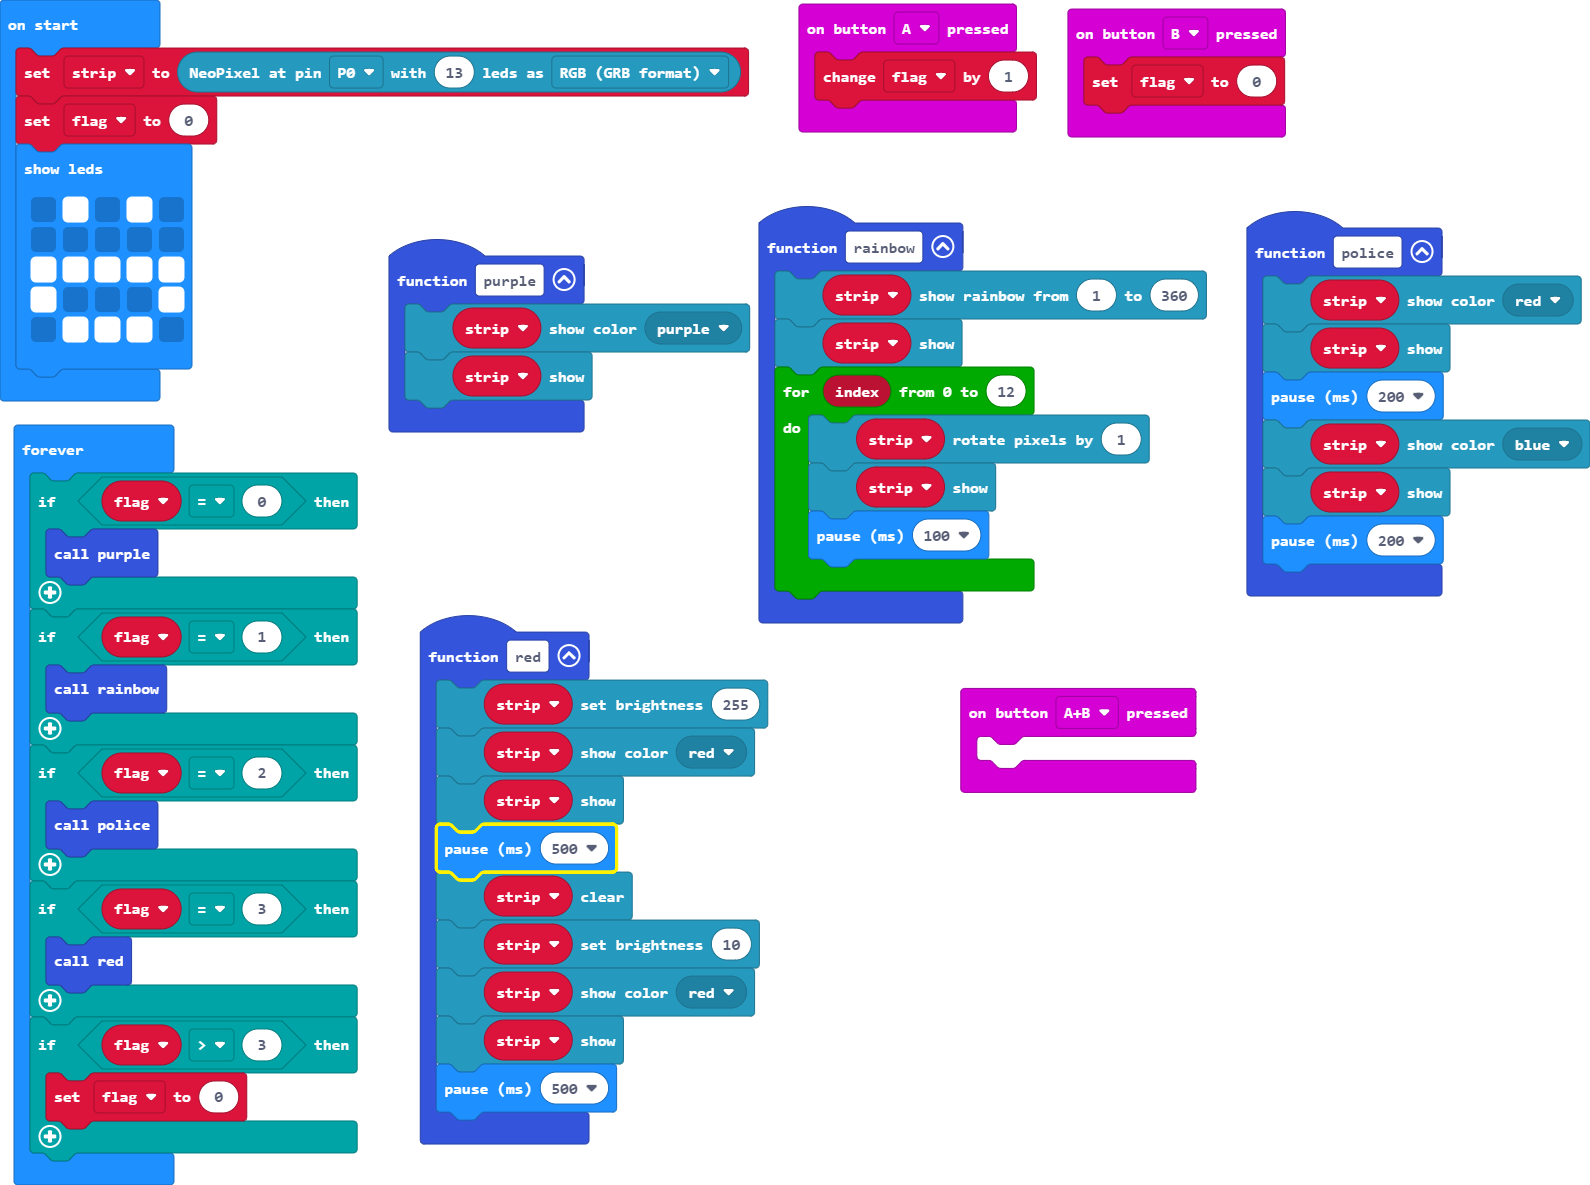 on start
set strip to NeoPixel at pin P0 with 13 leds as RGB (GRB format)
set flag to 0
show leds
forever
if flag = 0 then
call purple
if flag = 1 then
call rainbow
if flag = 2 then
call police
if flag = 3 then
call red
if flag > 3 then
set flag to 0
function purple
strip show color purple
strip show
function red
strip set brightness 255
strip show color red
strip show
pause (ms) 500
strip clear
strip set brightness 10
strip show color red
strip show
pause (ms) 500
on button A pressed
change flag by 1
on button B pressed
set flag to 0
function rainbow
strip show rainbow from 1 to 360
strip show
for index from 0 to 12
do
strip rotate pixels by 1
strip show
pause (ms) 100
function police
strip show color red
strip show
pause (ms) 200
strip show color blue
strip show
pause (ms) 200
on button A+B pressed